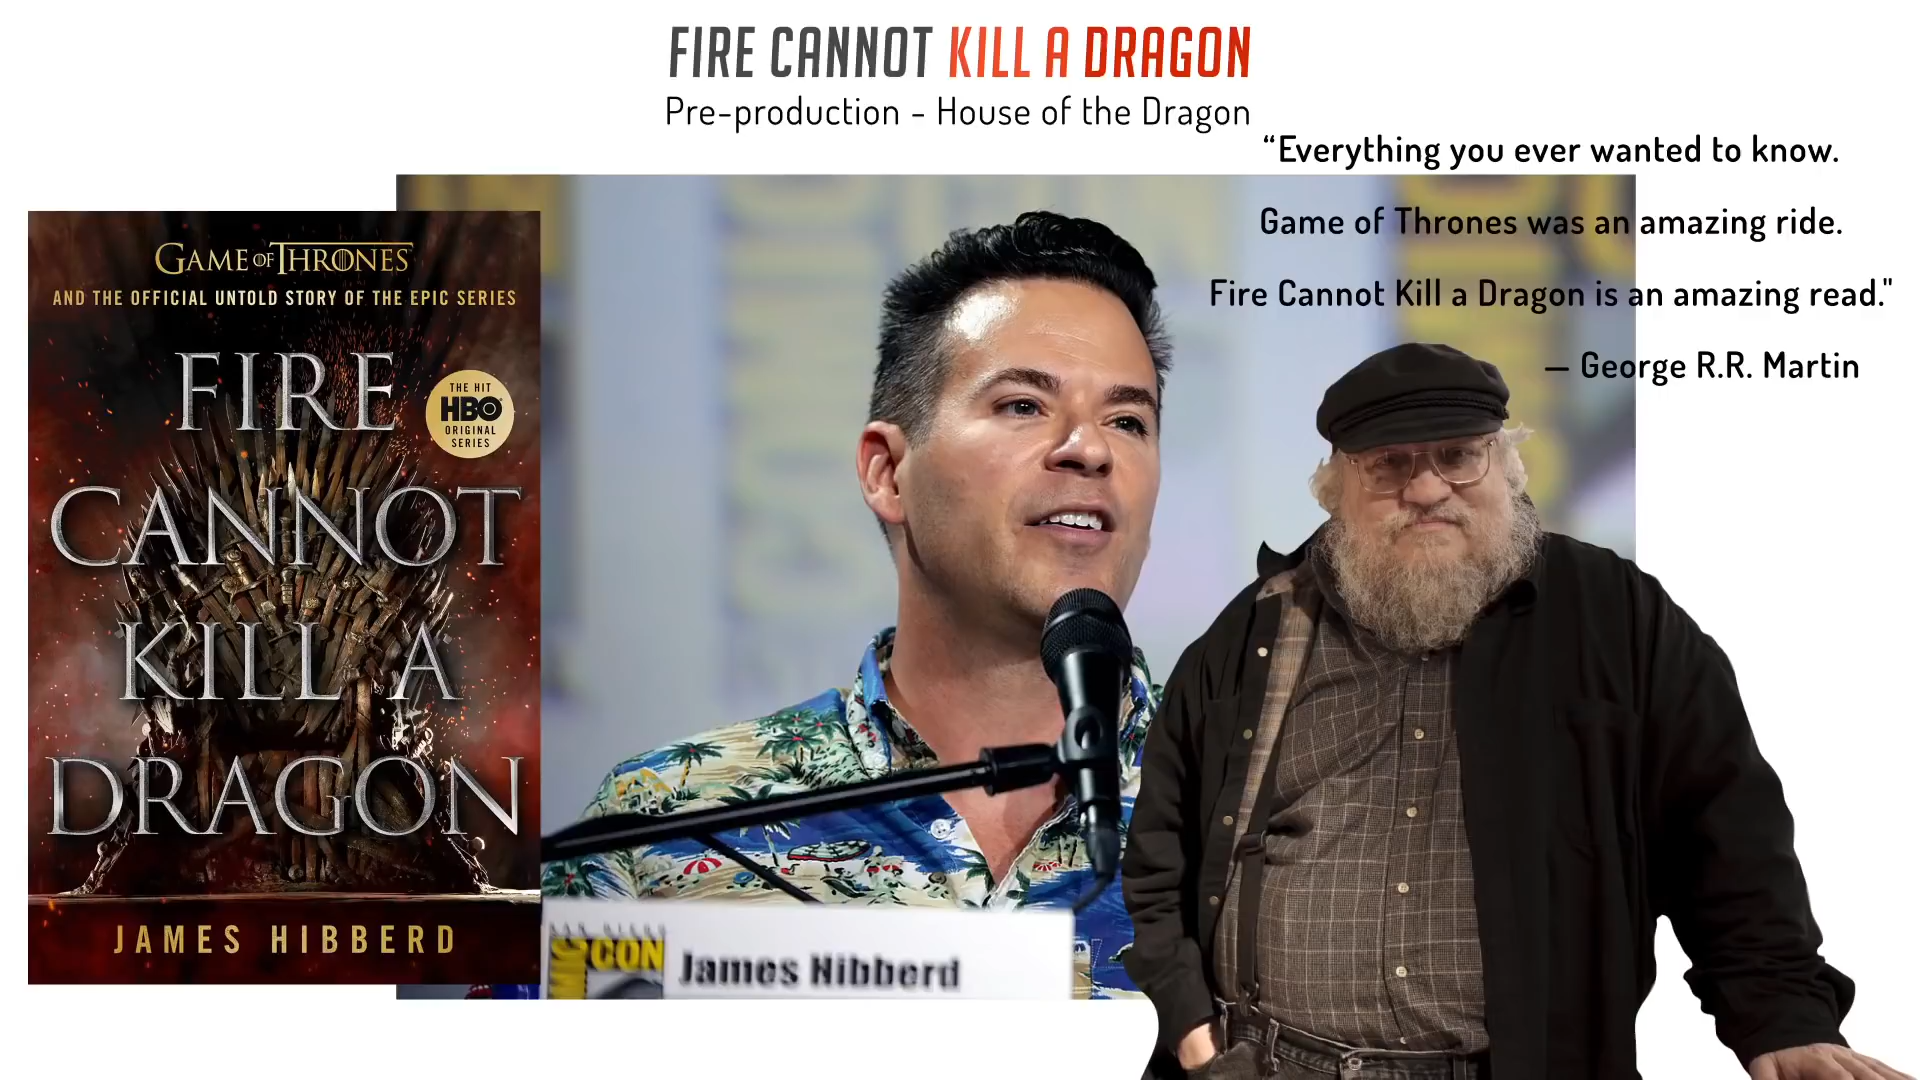 FIRE CANNOT KILL A DRAGON
Pre-production - House of the Dragon
“Everything you ever wanted to know.
Game of Thrones was an amazing ride.
Fire Cannot Kill a Dragon is an amazing read."
— George R.R. Martin
GAME OF THRONES
AND THE OFFICIAL UNTOLD STORY OF THE EPIC SERIES
FIRE
CANNOT
KILL A
DRAGON
THE HIT
HBO
ORIGINAL
SERIES
JAMES HIBBERD
SAN DIEGO
CON
James Hibberd